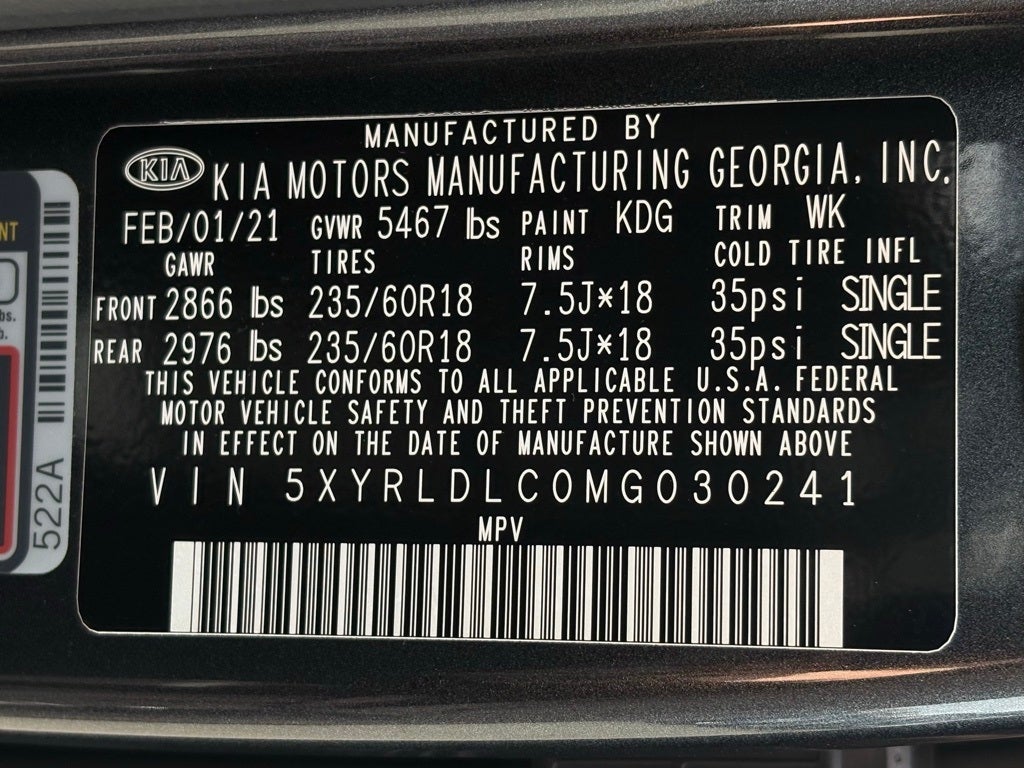 MANUFACTURED BY
KIA KIA MOTORS MANUFACTURING GEORGIA, INC.
FEB/01/21 GVWR 5467 lbs PAINT KDG TRIM WK
GAWR TIRES RIMS COLD TIRE INFL
FRONT 2866 lbs 235/60R18 7.5J*18 35psi SINGLE
REAR 2976 lbs 235/60R18 7.5J*18 35psi SINGLE
THIS VEHICLE CONFORMS TO ALL APPLICABLE U.S.A. FEDERAL
MOTOR VEHICLE SAFETY AND THEFT PREVENTION STANDARDS
IN EFFECT ON THE DATE OF MANUFACTURE SHOWN ABOVE
VIN 5XYRLDLC0MG030241
MPV
522A